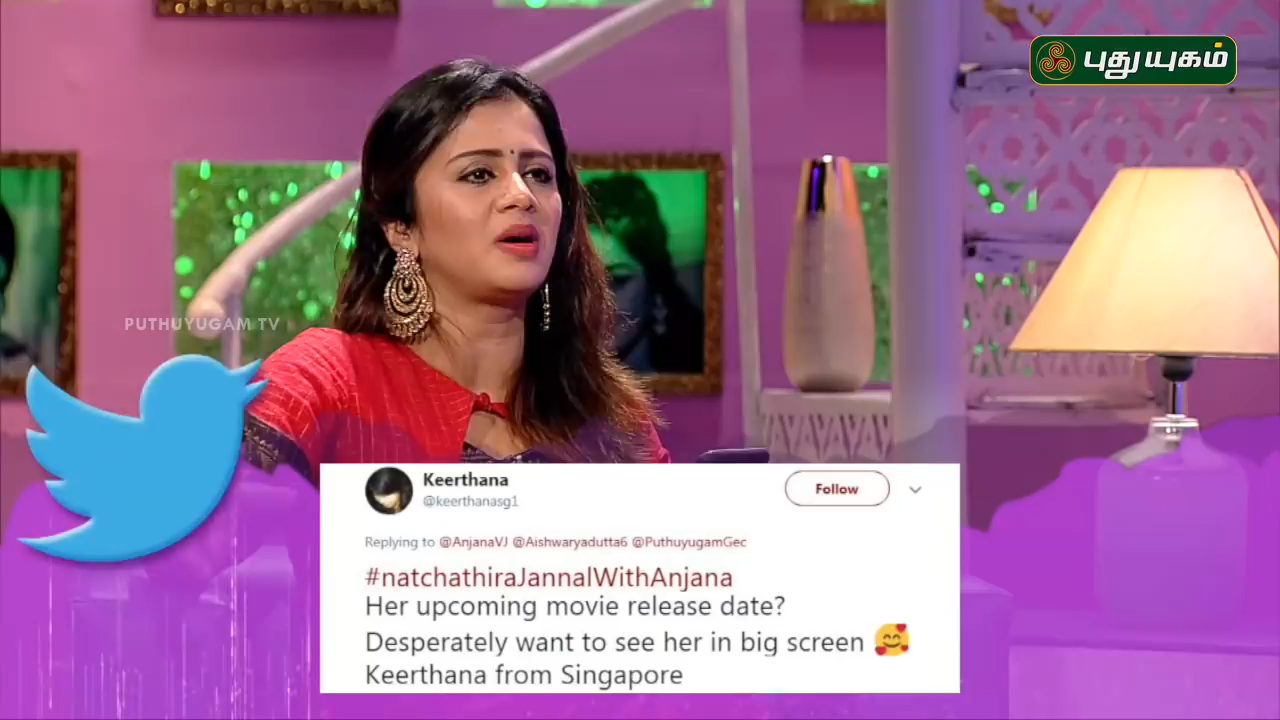 புதுயுகம்
PUTHUYUGAM TV
Keerthana
@keerthanasg1
Follow
Replying to @AnjanaVJ @Aishwaryadutta6 @PuthuyugamGec
#natchathiraJannalWithAnjana
Her upcoming movie release date?
Desperately want to see her in big screen 🥰
Keerthana from Singapore